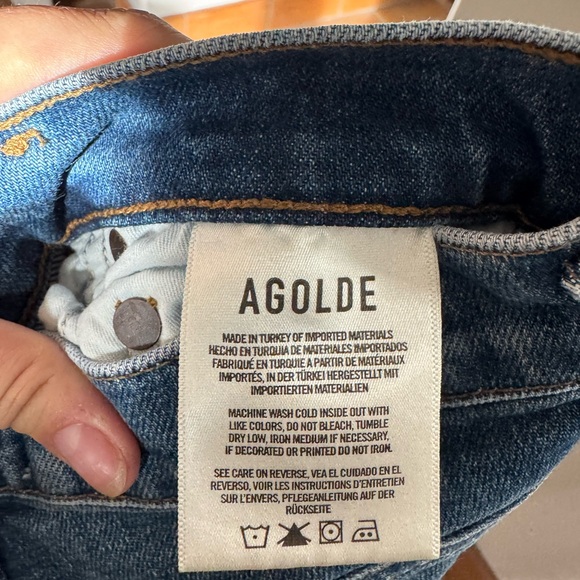 AGOLDE
MADE IN TURKEY OF IMPORTED MATERIALS
HECHO EN TURQUIA DE MATERIALES IMPORTADOS
FABRIQUÉ EN TURQUIE A PARTIR DE MATÉRIAUX
IMPORTÉS, IN DER TÜRKEI HERGESTELLT MIT
IMPORTIERTEN MATERIALIEN
MACHINE WASH COLD INSIDE OUT WITH
LIKE COLORS, DO NOT BLEACH, TUMBLE
DRY LOW, IRON MEDIUM IF NECESSARY,
IF DECORATED OR PRINTED DO NOT IRON.
SEE CARE ON REVERSE, VEA EL CUIDADO EN EL
REVERSO, VOIR LES INSTRUCTIONS D'ENTRETIEN
SUR L'ENVERS, PFLEGEANLEITUNG AUF DER
RÜCKSEITE